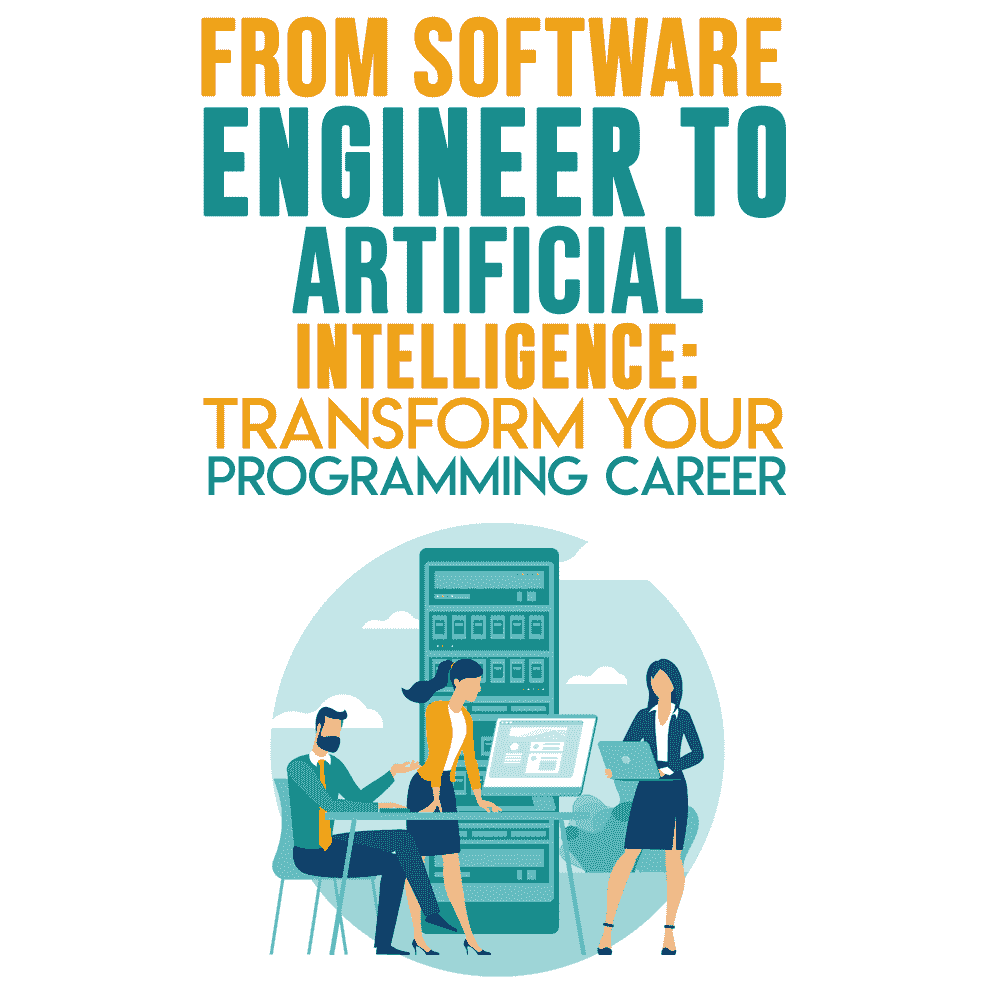 FROM SOFTWARE
ENGINEER TO
ARTIFICIAL
INTELLIGENCE:
TRANSFORM YOUR
PROGRAMMING CAREER